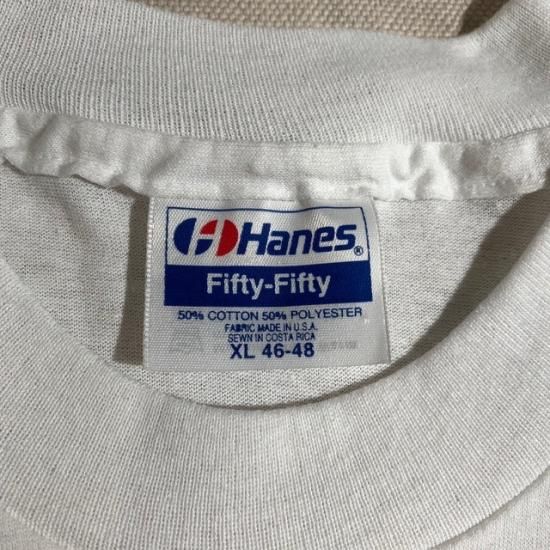 Hanes®
Fifty-Fifty
50% COTTON 50% POLYESTER
FABRIC MADE IN U.S.A.
SEWN IN COSTA RICA
XL 46-48